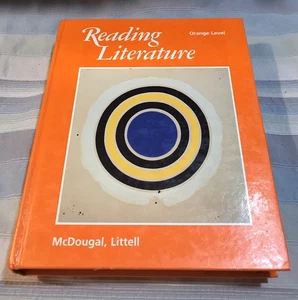 Reading
Orange Level
Literature
McDougal, Littell